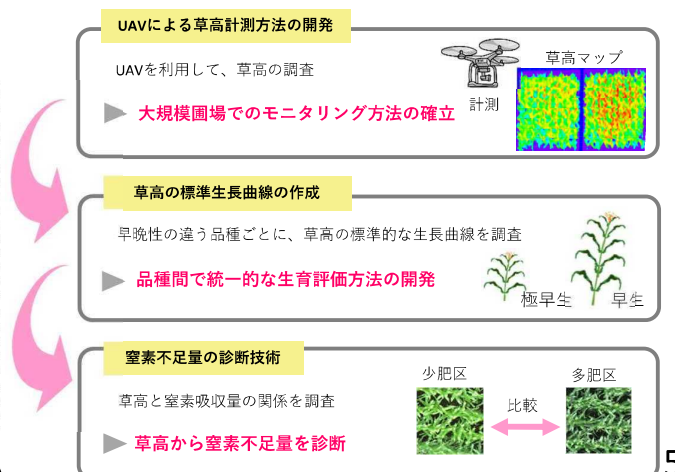 UAVによる草高計測方法の開発
UAVを利用して、草高の調査
大規模圃場でのモニタリング方法の確立
計測
草高マップ
草高の標準生長曲線の作成
早晩性の違う品種ごとに、草高の標準的な生長曲線を調査
品種間で統一的な生育評価方法の開発
極早生
早生
窒素不足量の診断技術
草高と窒素吸収量の関係を調査
草高から窒素不足量を診断
少肥区
比較
多肥区